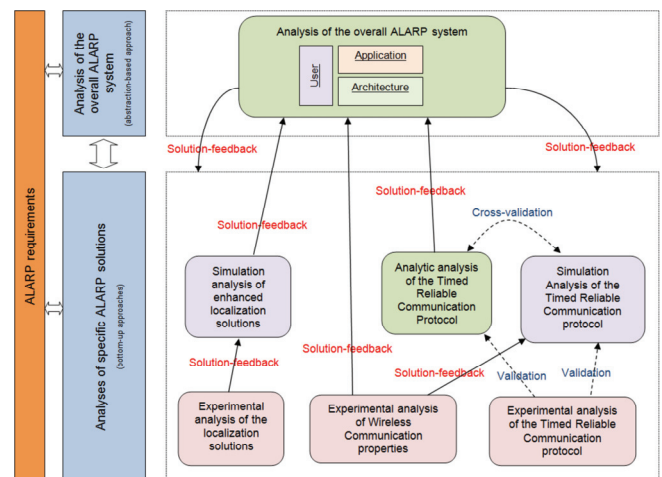 ALARP requirements
Analysis of the
overall ALARP
system
(abstraction-based approach)
Analyses of specific ALARP solutions
(bottom-up approaches)
Analysis of the overall ALARP system
User
Application
Architecture
Solution-feedback
Solution-feedback
Solution-feedback
Solution-feedback
Cross-validation
Simulation
analysis of
enhanced
localization
solutions
Analytic analysis
of the Timed
Reliable
Communication
Protocol
Simulation
Analysis of the
Timed Reliable
Communication
protocol
Solution-feedback
Solution-feedback
Solution-feedback
Validation
Validation
Experimental
analysis of the
localization
solutions
Experimental analysis
of Wireless
Communication
properties
Experimental analysis
of the Timed Reliable
Communication
protocol